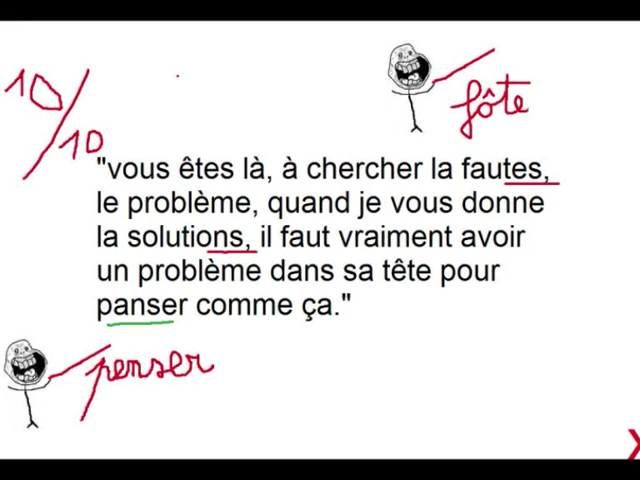 10/10
fôte
"vous êtes là, à chercher la fautes,
le problème, quand je vous donne
la solutions, il faut vraiment avoir
un problème dans sa tête pour
panser comme ça."
penser